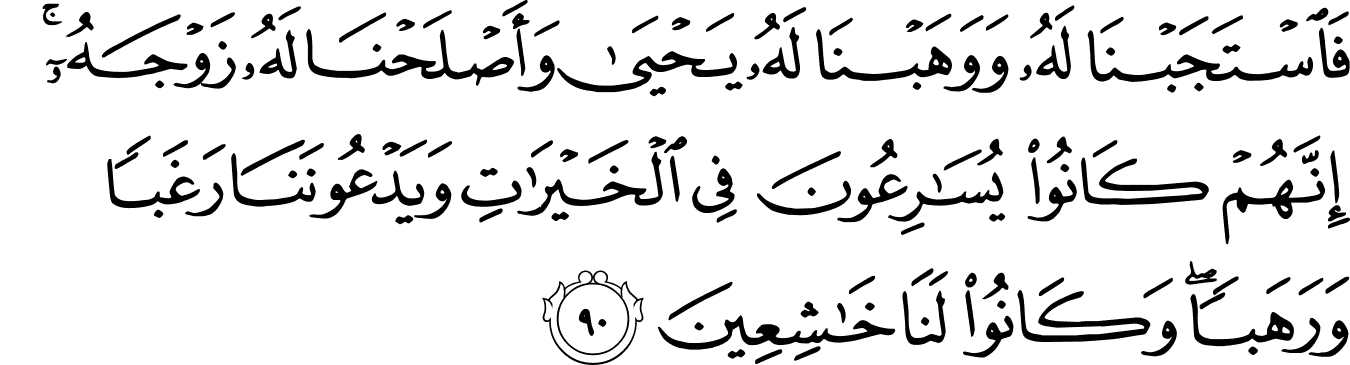 فَٱسْتَجَبْنَا لَهُۥ وَوَهَبْنَا لَهُۥ يَحْيَىٰ وَأَصْلَحْنَا لَهُۥ زَوْجَهُۥٓ ۚ
إِنَّهُمْ كَانُوا۟ يُسَـٰرِعُونَ فِى ٱلْخَيْرَٰتِ وَيَدْعُونَنَا رَغَبًا
وَرَهَبًا ۖ وَكَانُوا۟ لَنَا خَـٰشِعِينَ ٩٠